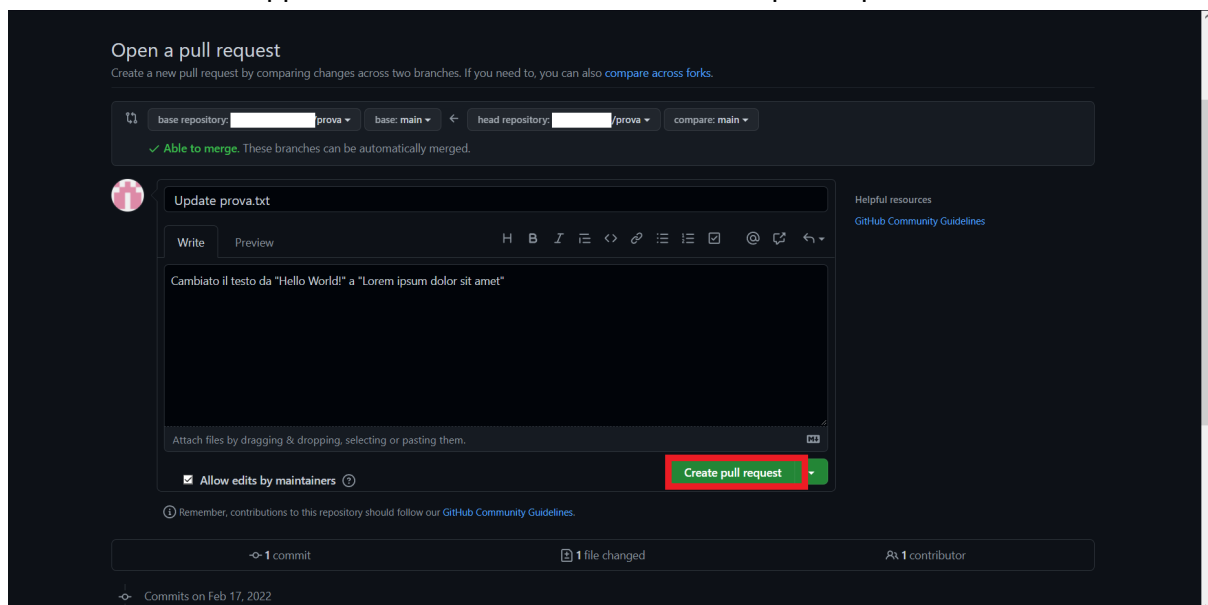 Open a pull request
Create a new pull request by comparing changes across two branches. If you need to, you can also compare across forks.
base repository: /prova base: main ← head repository: /prova compare: main
✓ Able to merge. These branches can be automatically merged.
Update prova.txt
Helpful resources
GitHub Community Guidelines
Write Preview H B I
Cambiato il testo da "Hello World!" a "Lorem ipsum dolor sit amet"
Attach files by dragging & dropping, selecting or pasting them.
Allow edits by maintainers
Create pull request
Remember, contributions to this repository should follow our GitHub Community Guidelines.
1 commit 1 file changed 1 contributor
Commits on Feb 17, 2022